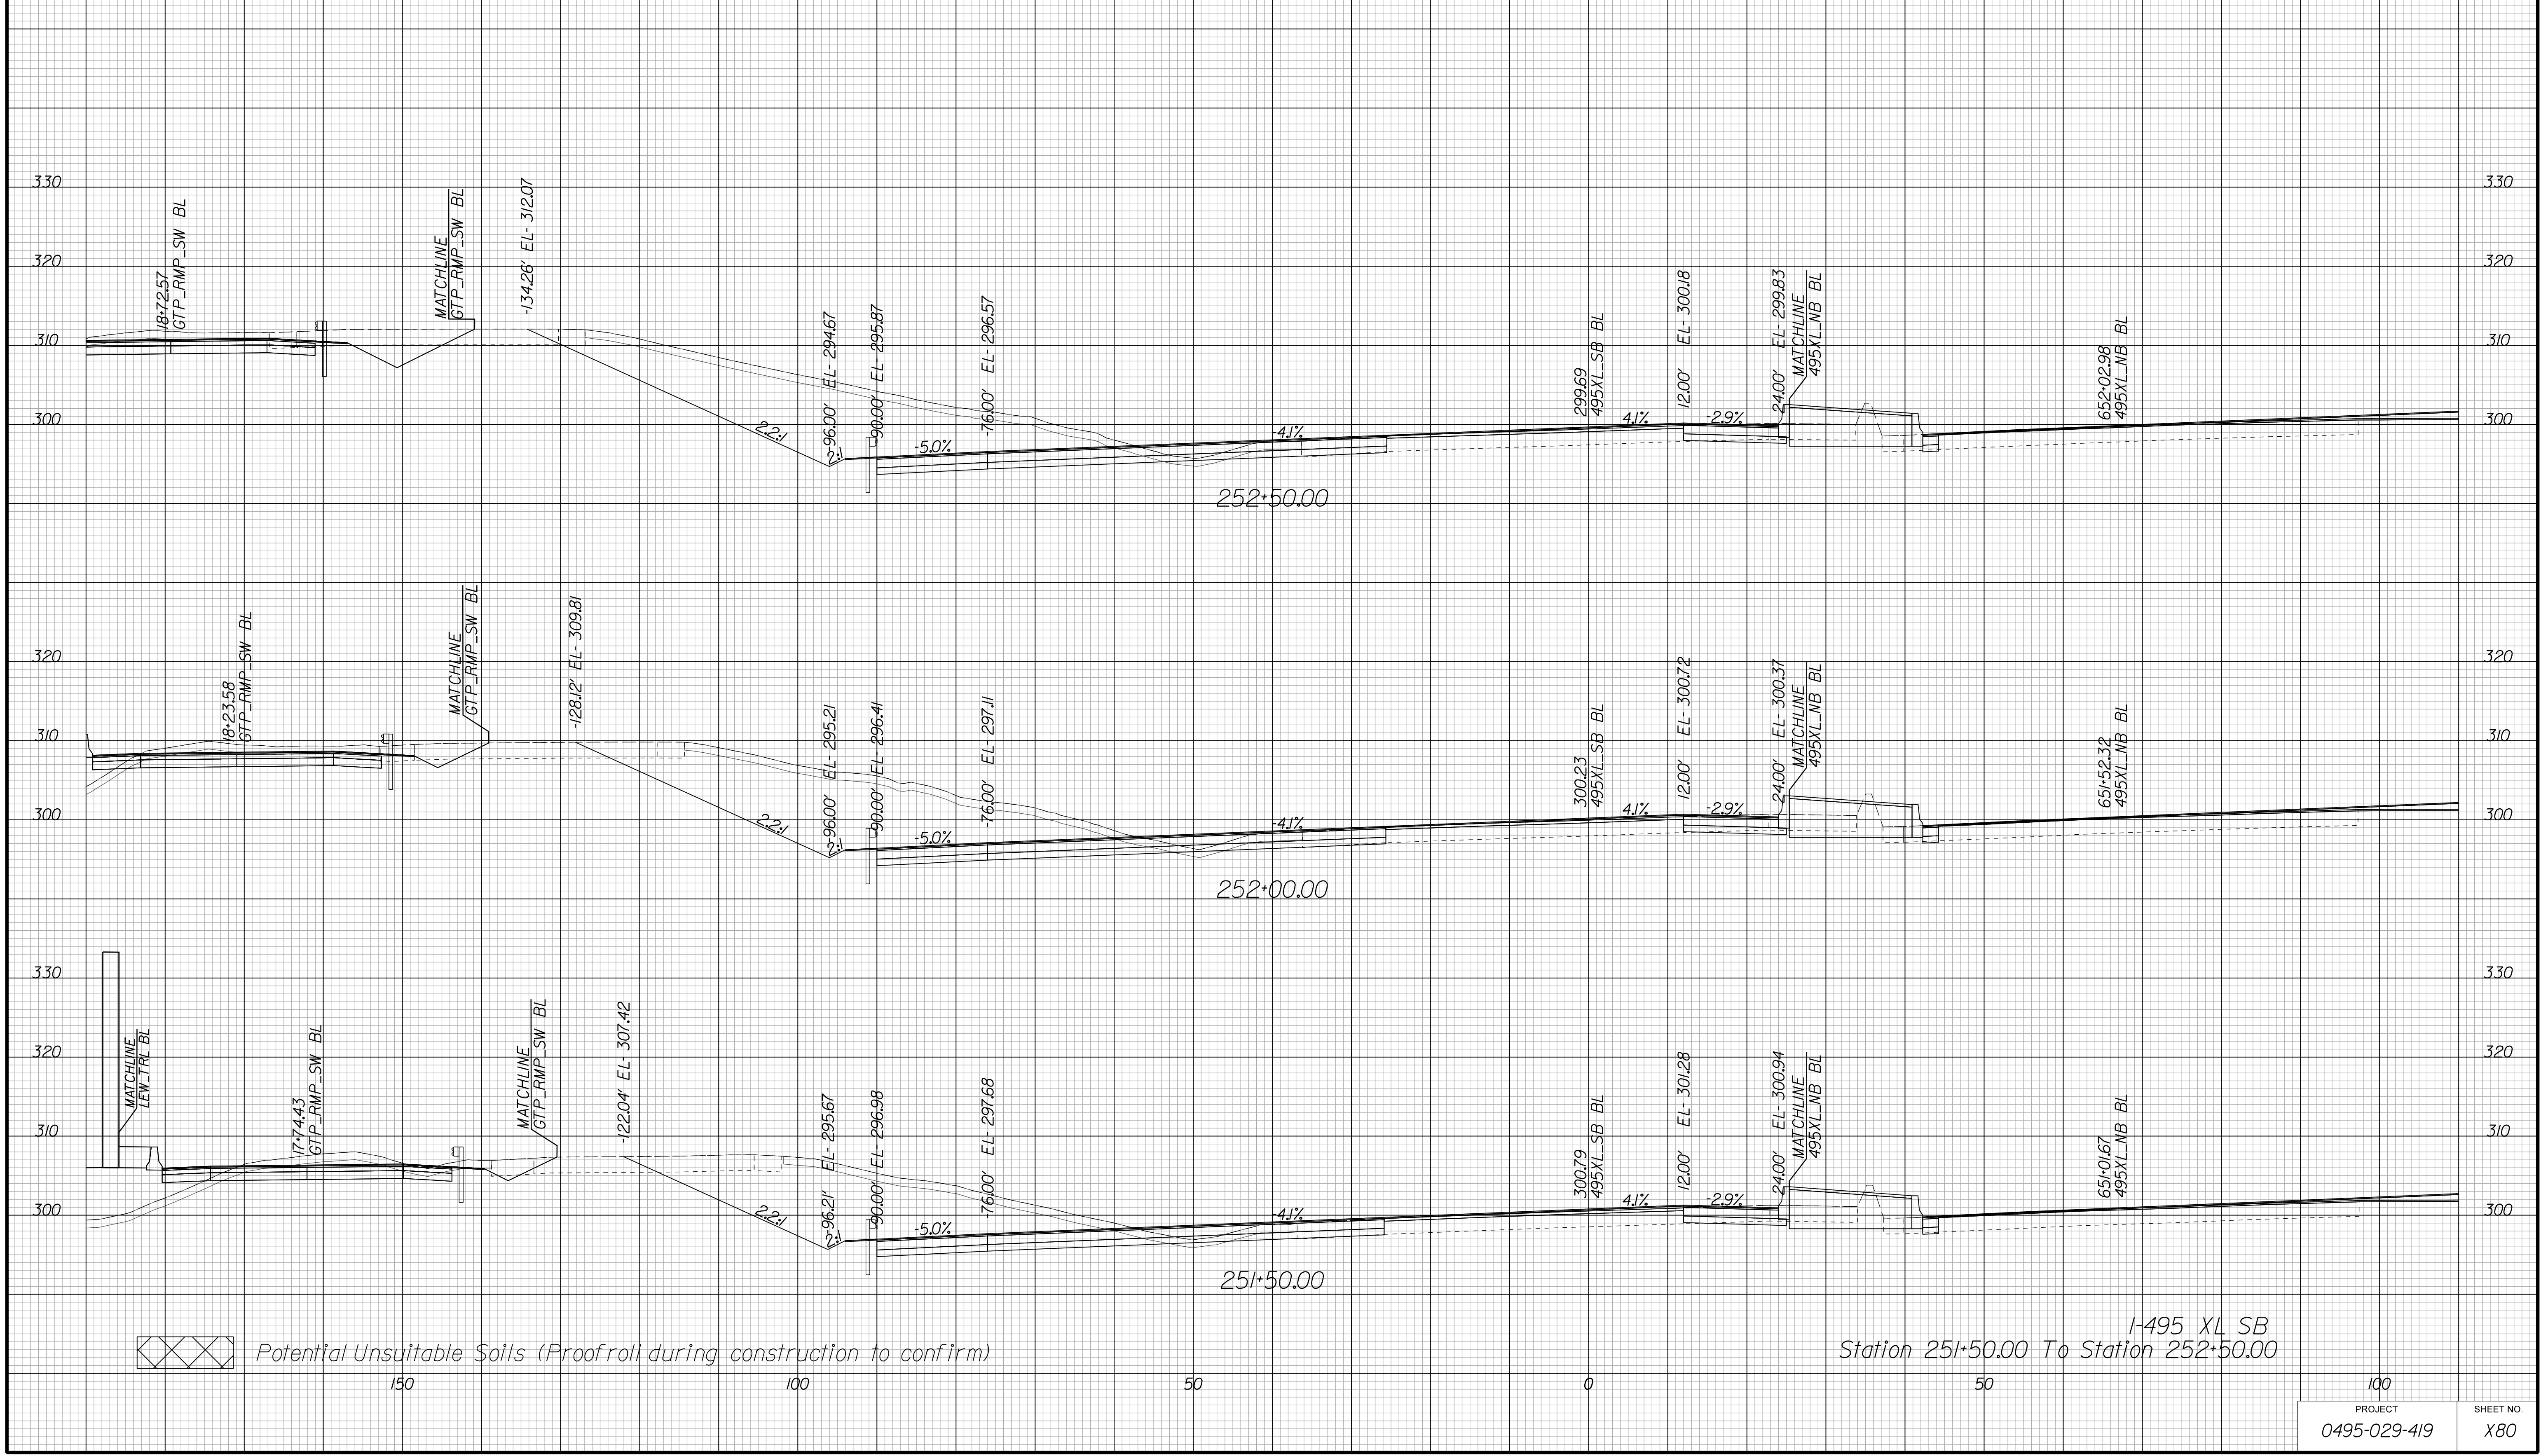 330
330
320
320
310
310
300
300
18+72.57
GTP_RMP_SW BL
MATCHLINE
GTP_RMP_SW BL
-134.26' EL- 312.07
2.2:1
2:1
-96.00' EL- 294.67
-90.00' EL- 295.87
-5.0%
-76.00' EL- 296.57
-4.1%
299.69
495XL_SB BL
4.1%
12.00' EL- 300.18
-2.9%
24.00' EL- 299.83
MATCHLINE
495XL_NB BL
652+02.98
495XL_NB BL
252+50.00
320
320
310
310
300
300
18+23.58
GTP_RMP_SW BL
MATCHLINE
GTP_RMP_SW BL
-128.12' EL- 309.81
2.2:1
2:1
-96.00' EL- 295.21
-90.00' EL- 296.41
-5.0%
-76.00' EL- 297.11
-4.1%
300.23
495XL_SB BL
4.1%
12.00' EL- 300.72
-2.9%
24.00' EL- 300.37
MATCHLINE
495XL_NB BL
651+52.32
495XL_NB BL
252+00.00
330
330
320
320
310
310
300
300
MATCHLINE
LEW_TRL BL
17+74.43
GTP_RMP_SW BL
MATCHLINE
GTP_RMP_SW BL
-122.04' EL- 307.42
2.2:1
2:1
-96.21' EL- 295.67
-90.00' EL- 296.98
-5.0%
-76.00' EL- 297.68
-4.1%
300.79
495XL_SB BL
4.1%
12.00' EL- 301.28
-2.9%
24.00' EL- 300.94
MATCHLINE
495XL_NB BL
651+01.67
495XL_NB BL
251+50.00
Potential Unsuitable Soils (Proofroll during construction to confirm)
I-495 XL SB
Station 251+50.00 To Station 252+50.00
150
100
50
0
50
100
PROJECT
0495-029-419
SHEET NO.
X80